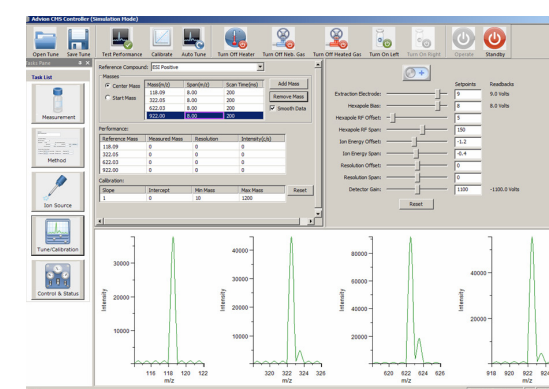 Advion CMS Controller (Simulation Mode)
Open Tune Save Tune Test Performance Calibrate Auto Tune Turn Off Heater Turn Off Neb. Gas Turn Off Heated Gas Turn On Left Turn On Right Operate Standby
Task List
Measurement
Method
Ion Source
Tune/Calibration
Control & Status
Reference Compound: ESI Positive
Masses
Center Mass
Start Mass
Mass(m/z) Span(m/z) Scan Time(ms)
118.09 8.00 200
322.05 8.00 200
622.03 8.00 200
922.00 8.00 200
Add Mass
Remove Mass
Smooth Data
Performance:
Reference Mass Measured Mass Resolution Intensity(c/s)
118.09 0 0 0
322.05 0 0 0
622.03 0 0 0
922.00 0 0 0
Calibration:
Slope Intercept Min Mass Max Mass
1 0 10 1200
Reset
Setpoints Readbacks
Extraction Electrode: 9 9.0 Volts
Hexapole Bias: 8 8.0 Volts
Hexapole RF Offset: 5
Hexapole RF Span: 150
Ion Energy Offset: -1.2
Ion Energy Span: -0.4
Resolution Offset: 0
Resolution Span: 0
Detector Gain: 1100 -1100.0 Volts
Reset
Intensity
30000
20000
10000
116 118 120 122
m/z
Intensity
40000
30000
20000
10000
320 322 324 326
m/z
Intensity
80000
60000
40000
20000
620 622 624 626
m/z
Intensity
40000
20000
918 920 922 924
m/z